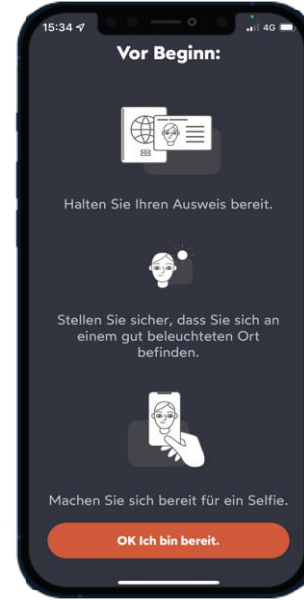 15:34
4G
Vor Beginn:
Halten Sie Ihren Ausweis bereit.
Stellen Sie sicher, dass Sie sich an
einem gut beleuchteten Ort
befinden.
Machen Sie sich bereit für ein Selfie.
OK Ich bin bereit.